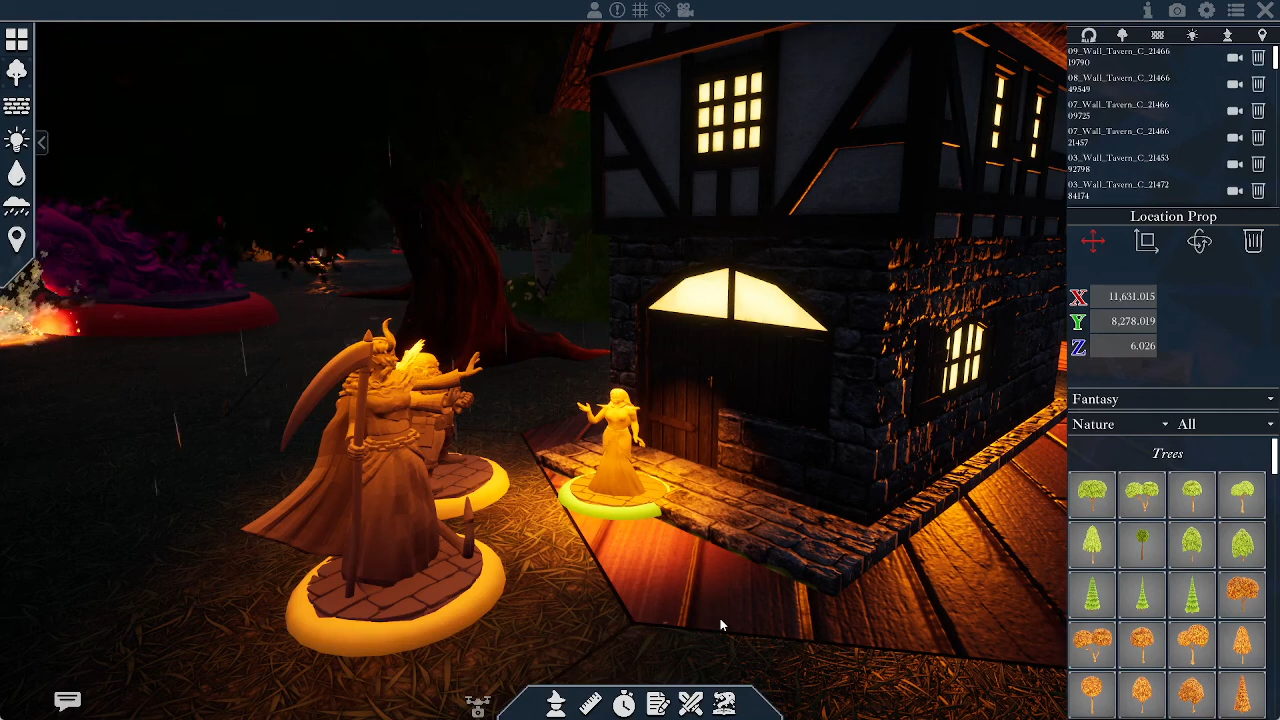 09_Wall_Tavern_C_21466
19790
08_Wall_Tavern_C_21466
49549
07_Wall_Tavern_C_21466
09725
07_Wall_Tavern_C_21466
21457
03_Wall_Tavern_C_21453
92798
03_Wall_Tavern_C_21472
84174
Location Prop
X 11,631.015
Y 8,278.019
Z 6.026
Fantasy
Nature All
Trees